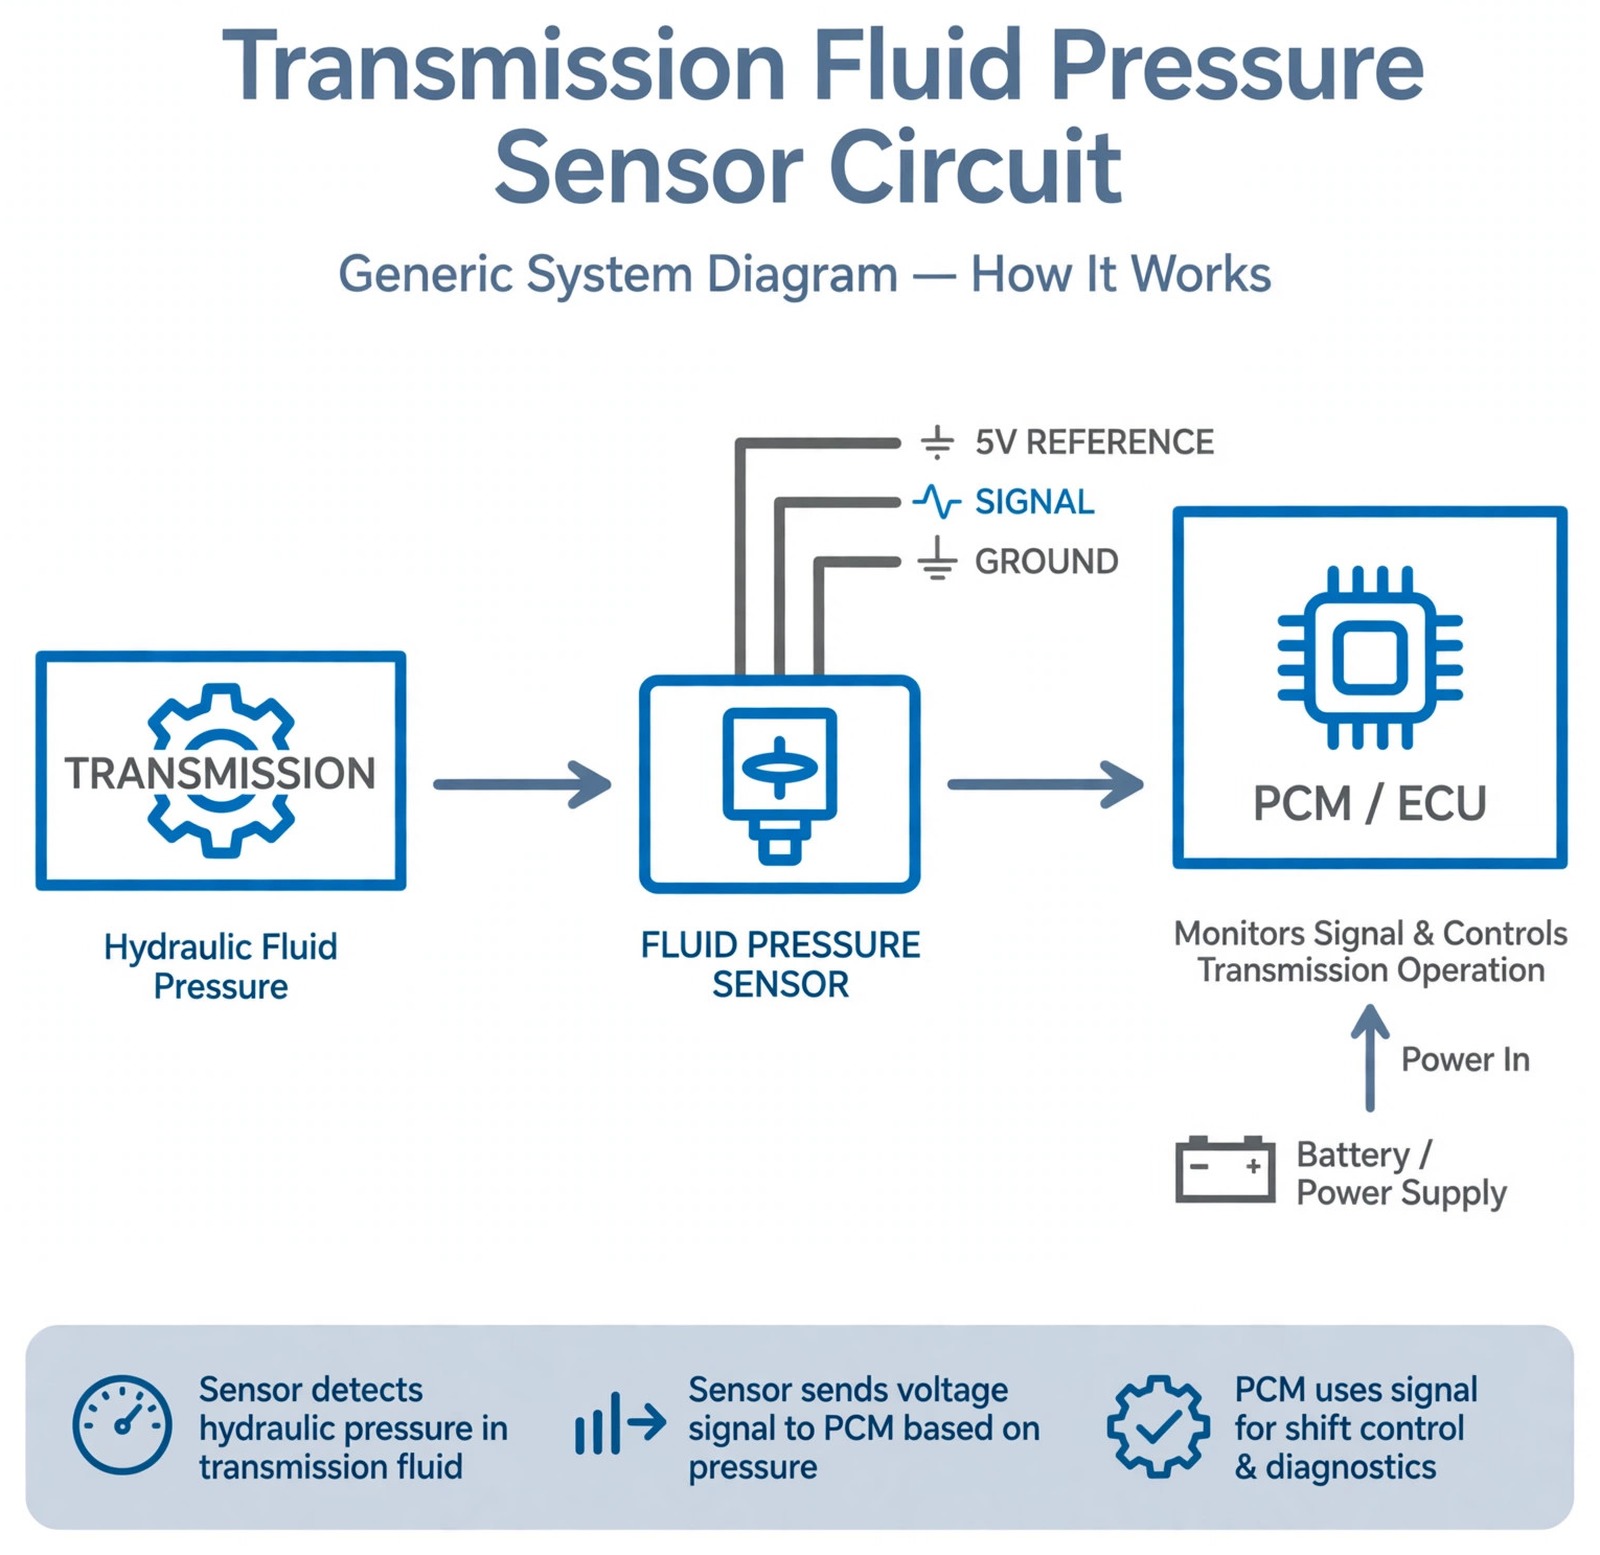 Transmission Fluid Pressure
Sensor Circuit
Generic System Diagram — How It Works
5V REFERENCE
SIGNAL
GROUND
TRANSMISSION
PCM / ECU
Hydraulic Fluid
Pressure
FLUID PRESSURE
SENSOR
Monitors Signal & Controls
Transmission Operation
Power In
- +
Battery /
Power Supply
Sensor detects
hydraulic pressure in
transmission fluid
Sensor sends voltage
signal to PCM based on
pressure
PCM uses signal
for shift control
& diagnostics